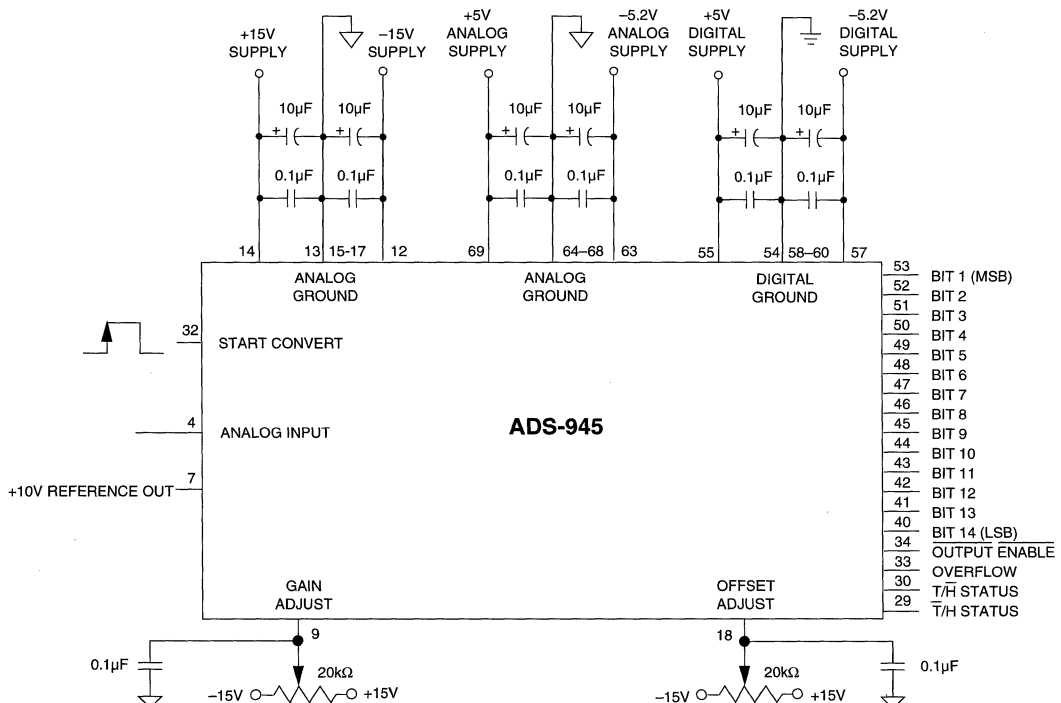 +15V
SUPPLY
–15V
SUPPLY
+5V
ANALOG
SUPPLY
–5.2V
ANALOG
SUPPLY
+5V
DIGITAL
SUPPLY
–5.2V
DIGITAL
SUPPLY
10µF 10µF 10µF 10µF 10µF 10µF
+ + + + + +
0.1µF 0.1µF 0.1µF 0.1µF 0.1µF 0.1µF
14 13 15-17 12 69 64–68 63 55 54 58–60 57
ANALOG
GROUND
ANALOG
GROUND
DIGITAL
GROUND
32 START CONVERT
4 ANALOG INPUT
+10V REFERENCE OUT 7
ADS-945
53 BIT 1 (MSB)
52 BIT 2
51 BIT 3
50 BIT 4
49 BIT 5
48 BIT 6
47 BIT 7
46 BIT 8
45 BIT 9
44 BIT 10
43 BIT 11
42 BIT 12
41 BIT 13
40 BIT 14 (LSB)
34 O̅U̅T̅P̅U̅T̅ E̅N̅A̅B̅L̅E̅
33 OVERFLOW
30 T/H̅ STATUS
29 T̅/H STATUS
GAIN
ADJUST
OFFSET
ADJUST
9
18
0.1µF
20kΩ
–15V +15V
20kΩ
–15V +15V
0.1µF